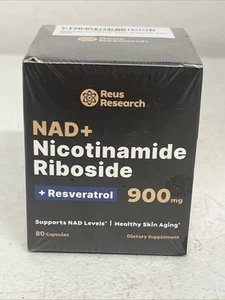 Reus
Research
NAD+
Nicotinamide
Riboside
+ Resveratrol 900mg
Supports NAD Levels* | Healthy Skin Aging*
80 Capsules Dietary Supplement